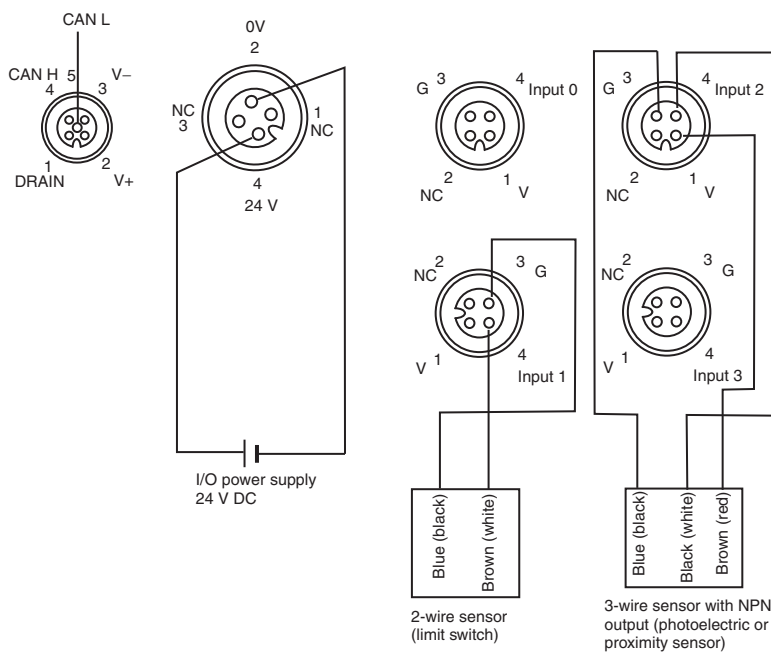 CAN L
CAN H 5 V–
4 3
1 2
DRAIN V+
0V
2
NC
3
1
NC
4
24 V
I/O power supply
24 V DC
G 3 4 Input 0
2 1
NC V
NC 2 3 G
V 1 4
Input 1
Blue (black)
Brown (white)
2-wire sensor
(limit switch)
G 3 4 Input 2
2 1
NC V
NC 2 3 G
V 1 4
Input 3
Blue (black)
Black (white)
Brown (red)
3-wire sensor with NPN
output (photoelectric or
proximity sensor)